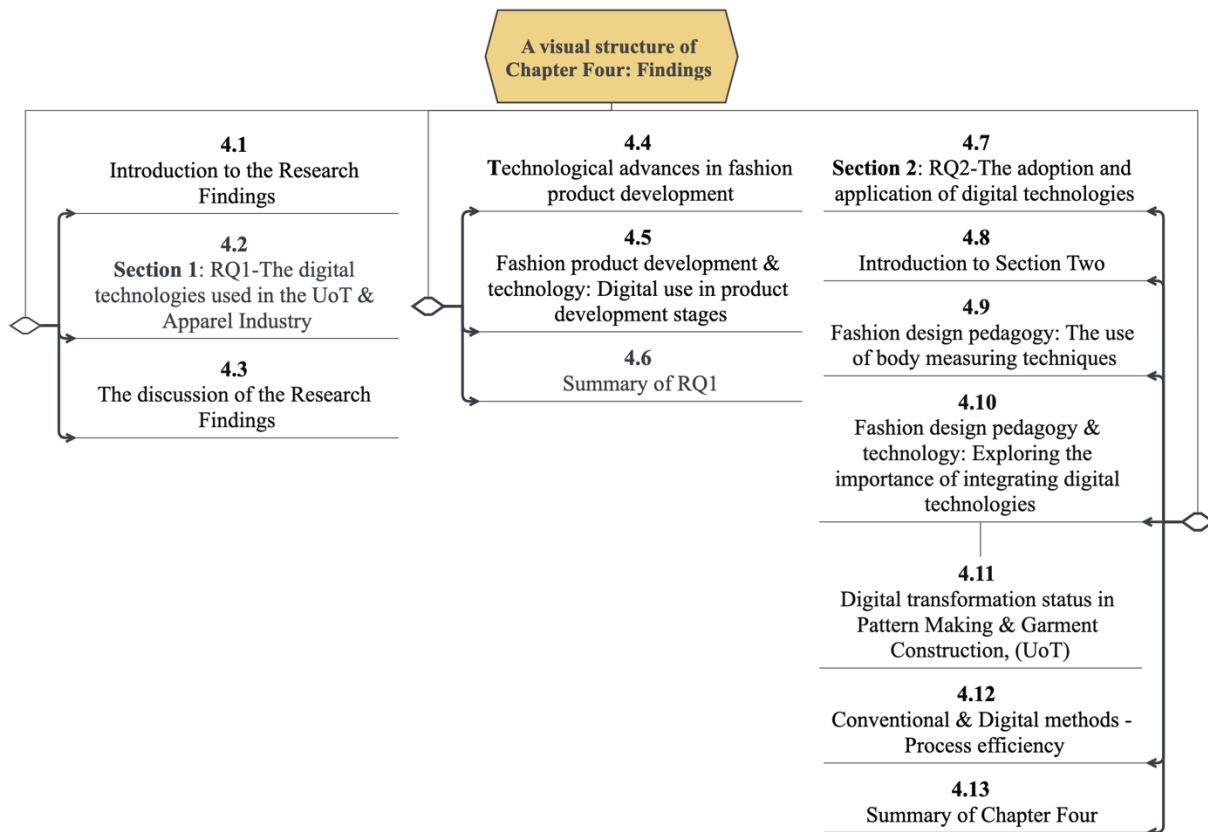 A visual structure of
Chapter Four: Findings
4.1
Introduction to the Research
Findings
4.2
Section 1: RQ1-The digital
technologies used in the UoT &
Apparel Industry
4.3
The discussion of the Research
Findings
4.4
Technological advances in fashion
product development
4.5
Fashion product development &
technology: Digital use in product
development stages
4.6
Summary of RQ1
4.7
Section 2: RQ2-The adoption and
application of digital technologies
4.8
Introduction to Section Two
4.9
Fashion design pedagogy: The use
of body measuring techniques
4.10
Fashion design pedagogy &
technology: Exploring the
importance of integrating digital
technologies
4.11
Digital transformation status in
Pattern Making & Garment
Construction, (UoT)
4.12
Conventional & Digital methods -
Process efficiency
4.13
Summary of Chapter Four